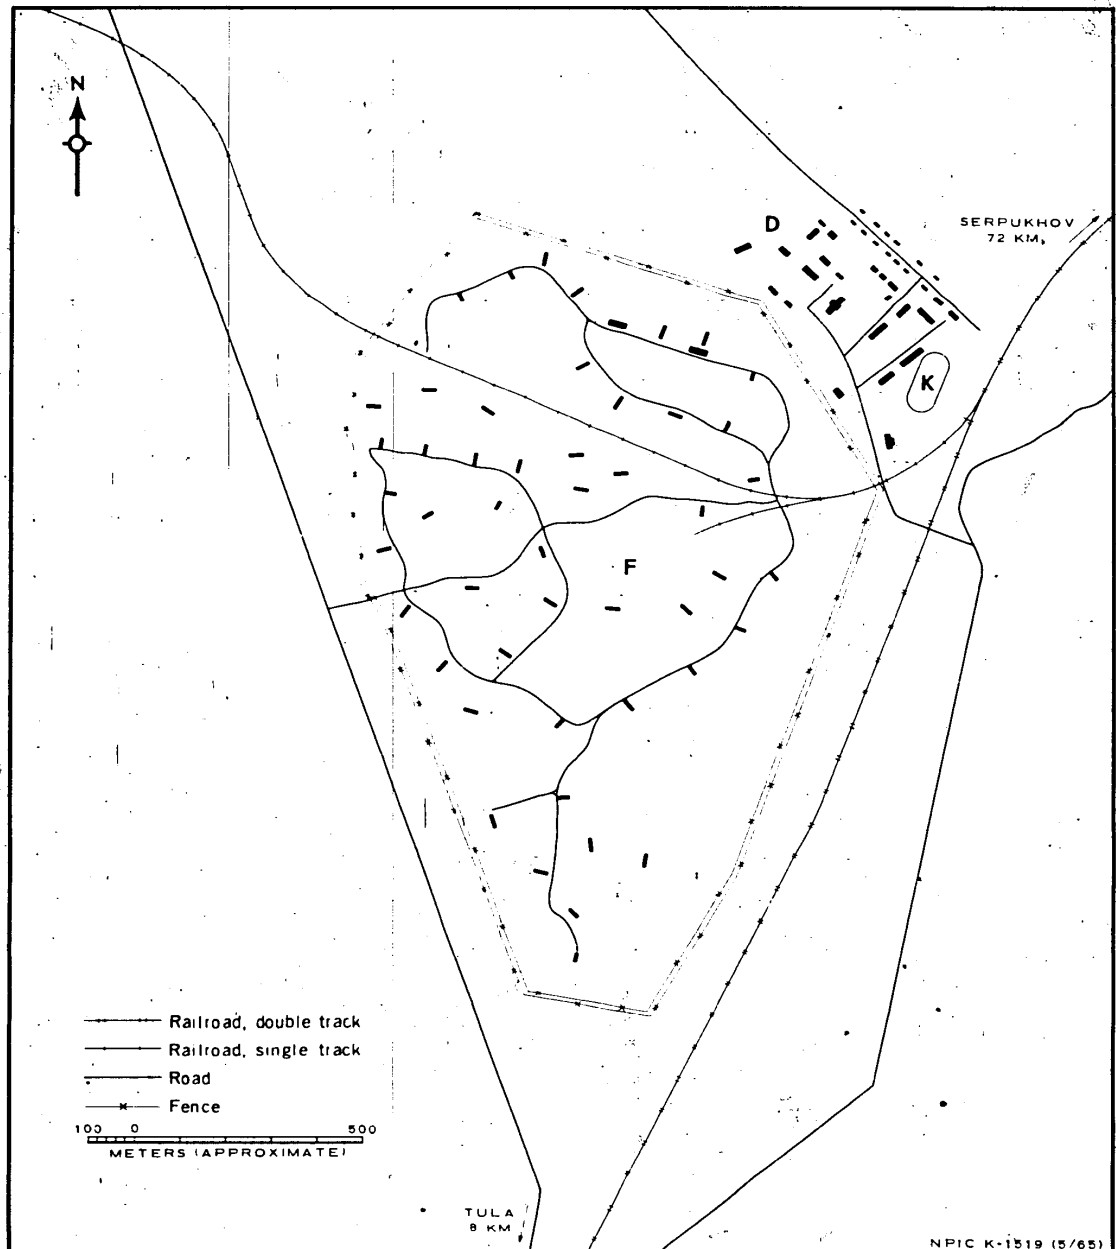 N
D
SERPUKHOV
72 KM
K
F
Railroad, double track
Railroad, single track
Road
Fence
100 0 500
METERS (APPROXIMATE)
TULA
8 KM
NPIC K-1519 (5/65)